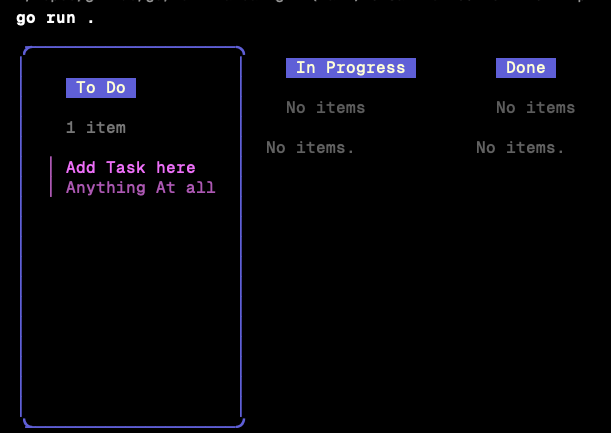 go run .
To Do
1 item
Add Task here
Anything At all
In Progress
No items
No items.
Done
No items
No items.